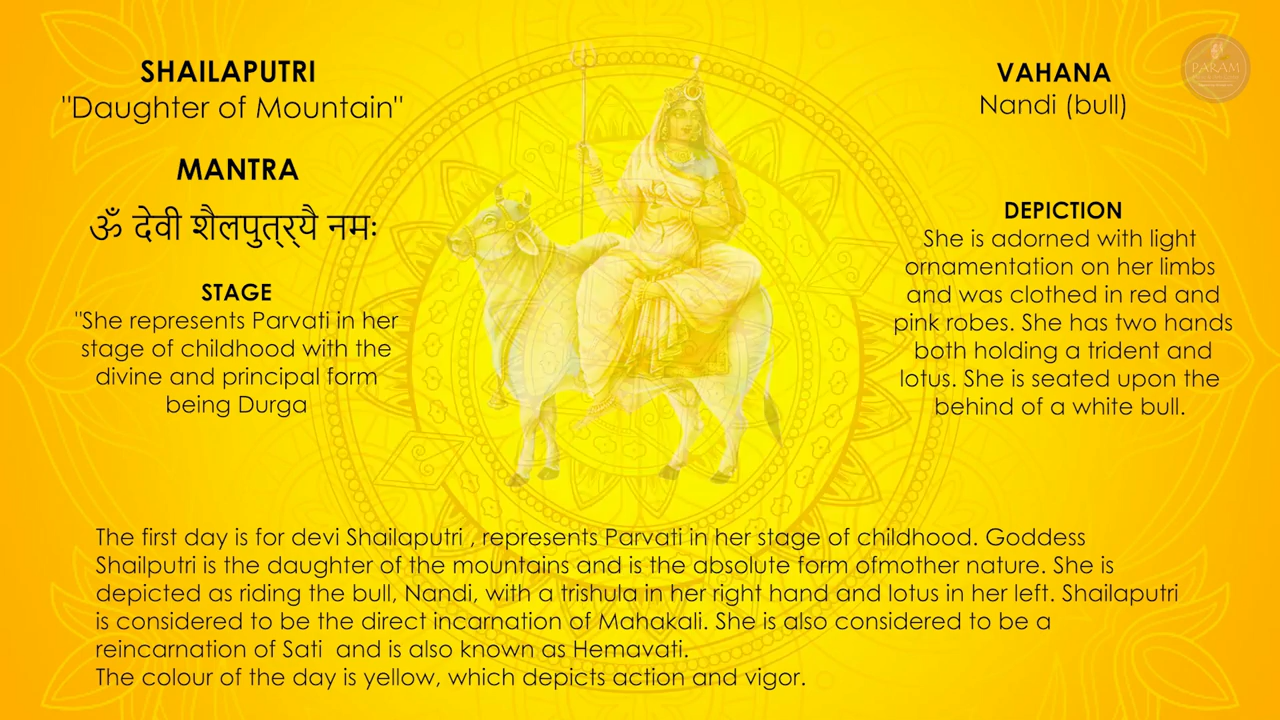 SHAILAPUTRI
"Daughter of Mountain"
MANTRA
ॐ देवी शैलपुत्र्यै नमः
STAGE
"She represents Parvati in her
stage of childhood with the
divine and principal form
being Durga
VAHANA
Nandi (bull)
DEPICTION
She is adorned with light
ornamentation on her limbs
and was clothed in red and
pink robes. She has two hands
both holding a trident and
lotus. She is seated upon the
behind of a white bull.
The first day is for devi Shailaputri , represents Parvati in her stage of childhood. Goddess
Shailputri is the daughter of the mountains and is the absolute form ofmother nature. She is
depicted as riding the bull, Nandi, with a trishula in her right hand and lotus in her left. Shailaputri
is considered to be the direct incarnation of Mahakali. She is also considered to be a
reincarnation of Sati  and is also known as Hemavati.
The colour of the day is yellow, which depicts action and vigor.
PARAM